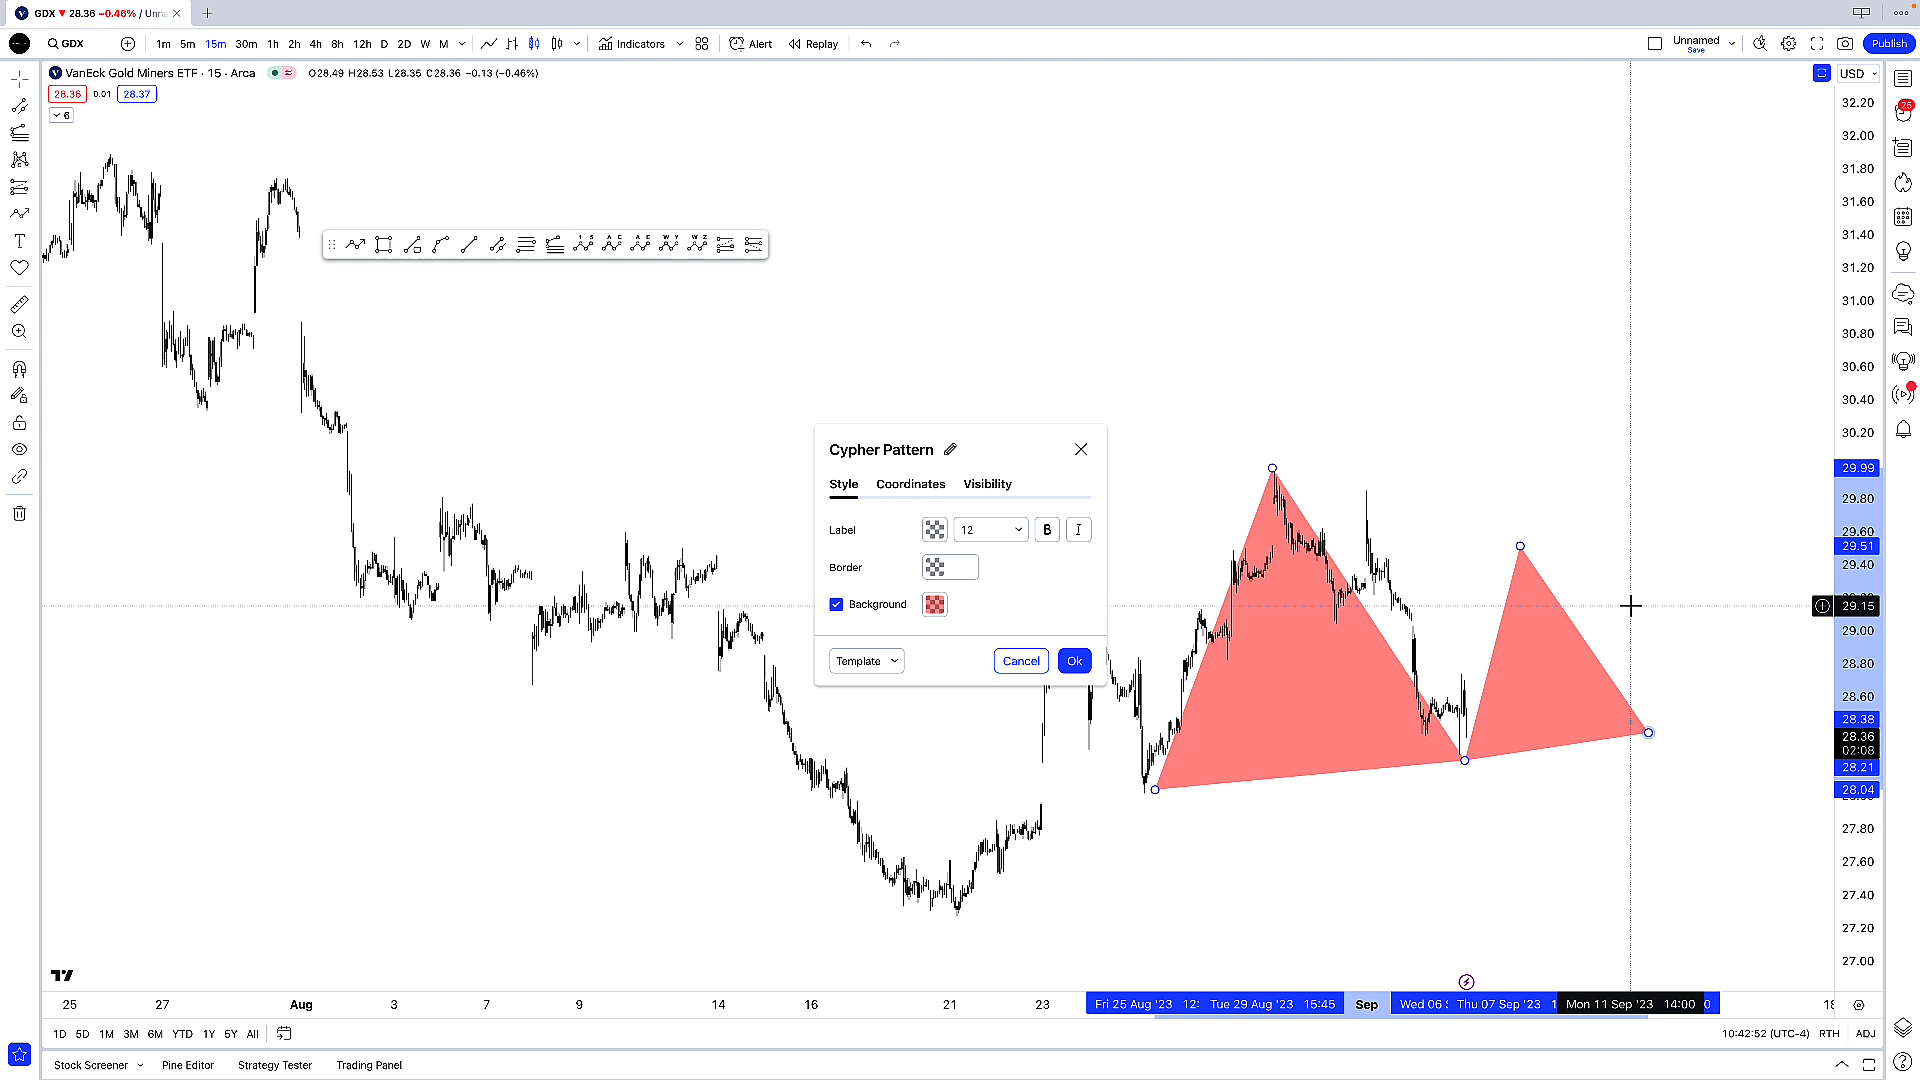 GDX ▼ 28.36 −0.46% / Unna
GDX 1m 5m 15m 30m 1h 2h 4h 8h 12h D 2D W M Indicators Alert Replay Unnamed Save Publish
VanEck Gold Miners ETF · 15 · Arca O28.49 H28.53 L28.35 C28.36 −0.13 (−0.46%)
28.36 0.01 28.37
6
USD
32.20
32.00
31.80
31.60
31.40
31.20
31.00
30.80
30.60
30.40
30.20
29.99
29.80
29.60
29.51
29.40
29.15
29.00
28.80
28.60
28.38
28.36
02:08
28.21
28.04
27.80
27.60
27.40
27.20
27.00
25
Cypher Pattern
Style Coordinates Visibility
Label 12 B I
Border
Background
Template Cancel Ok
25 27 Aug 3 7 9 14 16 21 23 Fri 25 Aug '23 12: Tue 29 Aug '23 15:45 Sep Wed 06 Thu 07 Sep '23 1 Mon 11 Sep '23 14:00 0 18
1D 5D 1M 3M 6M YTD 1Y 5Y All 10:42:52 (UTC-4) RTH ADJ
Stock Screener Pine Editor Strategy Tester Trading Panel